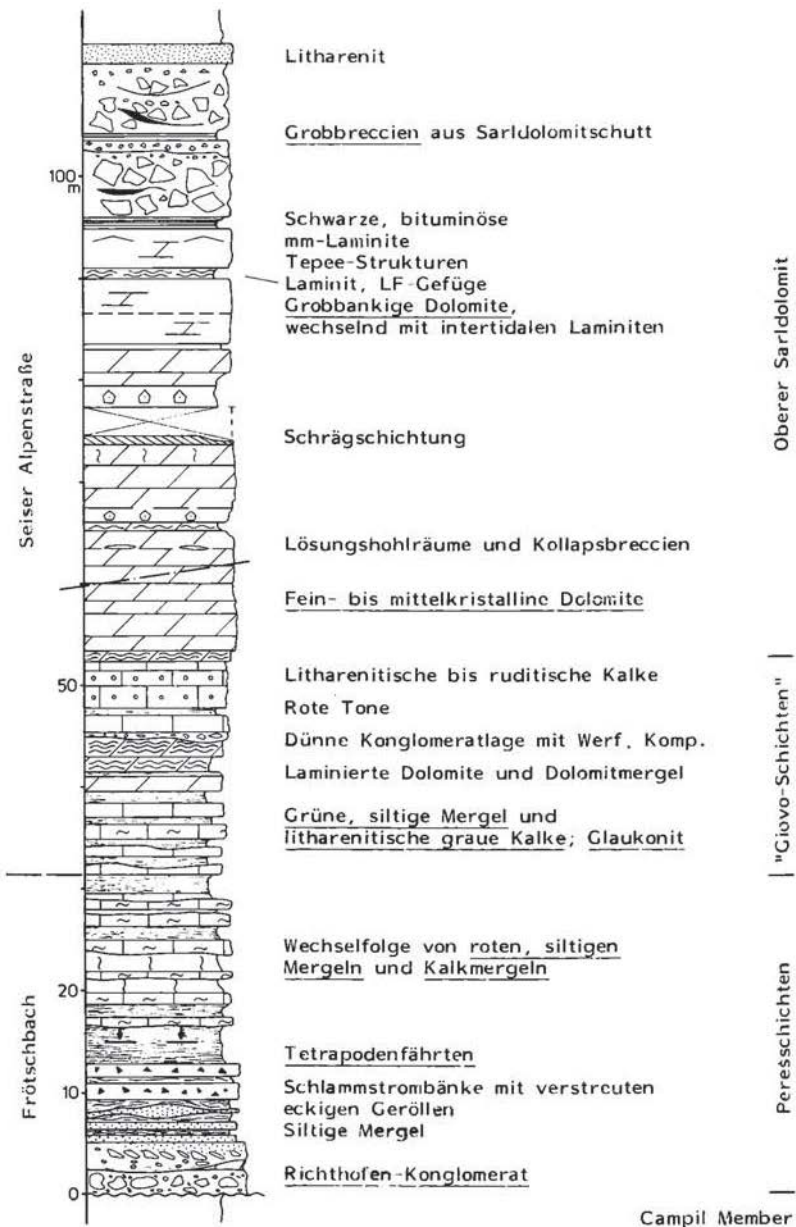 Litharenit
Grobbreccien aus Sarldolomitschutt
100
m
Schwarze, bituminöse
mm-Laminite
Tepee-Strukturen
Laminit, LF-Gefüge
Grobbankige Dolomite,
wechselnd mit intertidalen Laminiten
Schrägschichtung
Lösungshohlräume und Kollapsbreccien
Fein- bis mittelkristalline Dolomite
Seiser Alpenstraße
Oberer Sarldolomit
50
Litharenitische bis ruditische Kalke
Rote Tone
Dünne Konglomeratlage mit Werf. Komp.
Laminierte Dolomite und Dolomitmergel
Grüne, siltige Mergel und
litharenitische graue Kalke; Glaukonit
"Giovo-Schichten"
Wechselfolge von roten, siltigen
Mergeln und Kalkmergeln
20
Tetrapodenfährten
10
Schlammstrombänke mit verstreuten
eckigen Geröllen
Siltige Mergel
Richthofen-Konglomerat
0
Frötschbach
Peresschichten
Campil Member